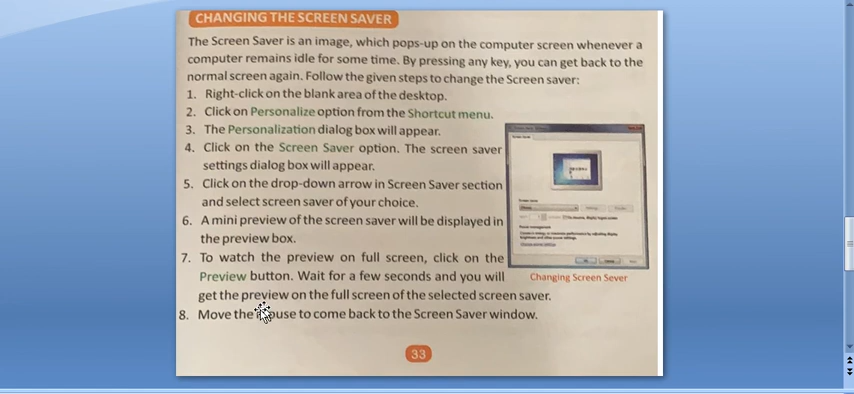 CHANGING THE SCREEN SAVER
The Screen Saver is an image, which pops-up on the computer screen whenever a
computer remains idle for some time. By pressing any key, you can get back to the
normal screen again. Follow the given steps to change the Screen saver:
1. Right-click on the blank area of the desktop.
2. Click on Personalize option from the Shortcut menu.
3. The Personalization dialog box will appear.
4. Click on the Screen Saver option. The screen saver
settings dialog box will appear.
5. Click on the drop-down arrow in Screen Saver section
and select screen saver of your choice.
6. A mini preview of the screen saver will be displayed in
the preview box.
7. To watch the preview on full screen, click on the
Preview button. Wait for a few seconds and you will
get the preview on the full screen of the selected screen saver.
8. Move the mouse to come back to the Screen Saver window.
Changing Screen Sever
33